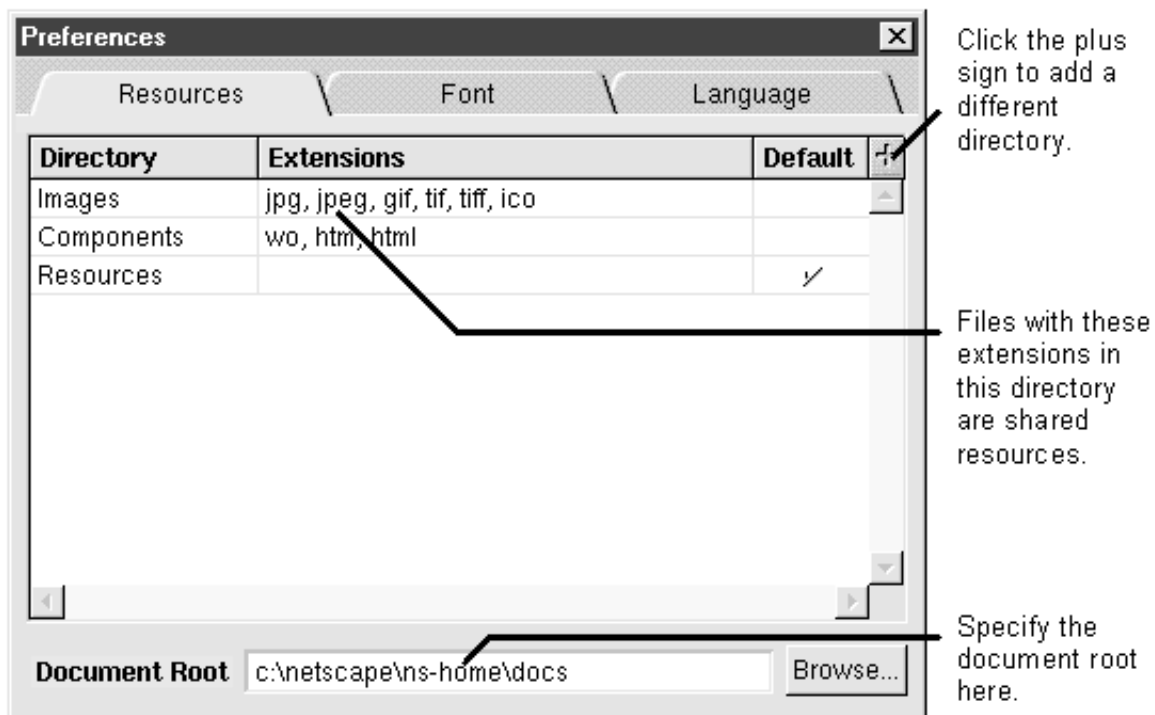 Preferences
Resources Font Language
Directory Extensions Default
Images jpg, jpeg, gif, tif, tiff, ico
Components wo, htm, html
Resources
Document Root c:\netscape\ns-home\docs Browse...
Click the plus
sign to add a
different
directory.
Files with these
extensions in
this directory
are shared
resources.
Specify the
document root
here.